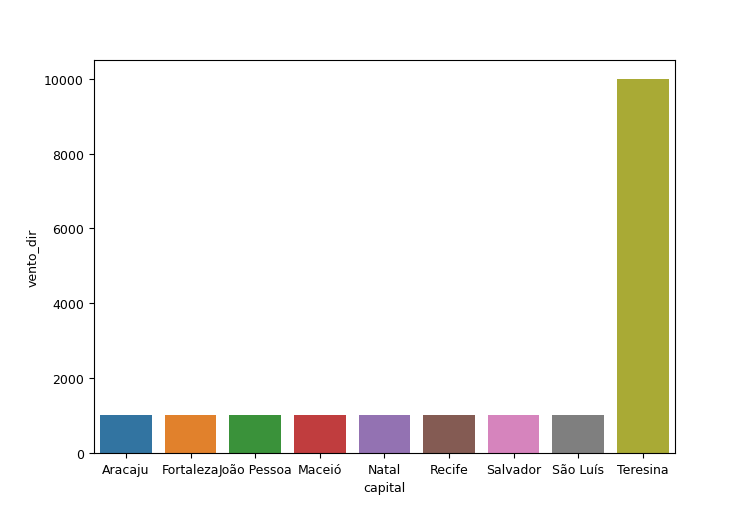 10000
8000
6000
4000
2000
0
vento_dir
Aracaju Fortaleza João Pessoa Maceió Natal Recife Salvador São Luís Teresina
capital